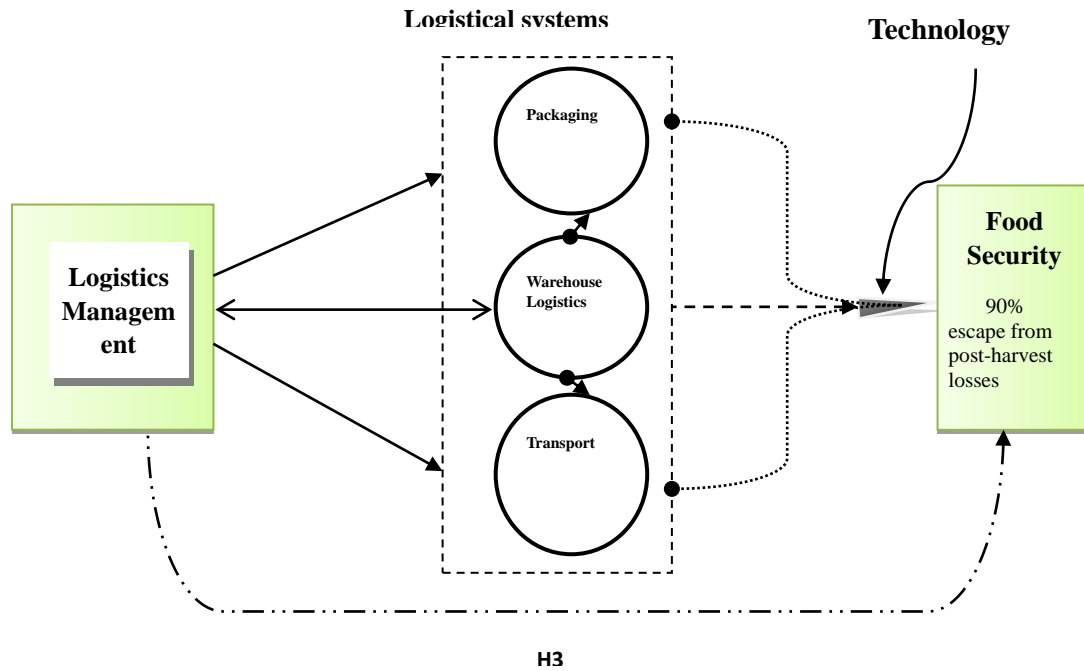 Logistical systems
Technology
Packaging
Food
Security
Logistics
Managem
ent
Warehouse
Logistics
90%
escape from
post-harvest
losses
Transport
H3